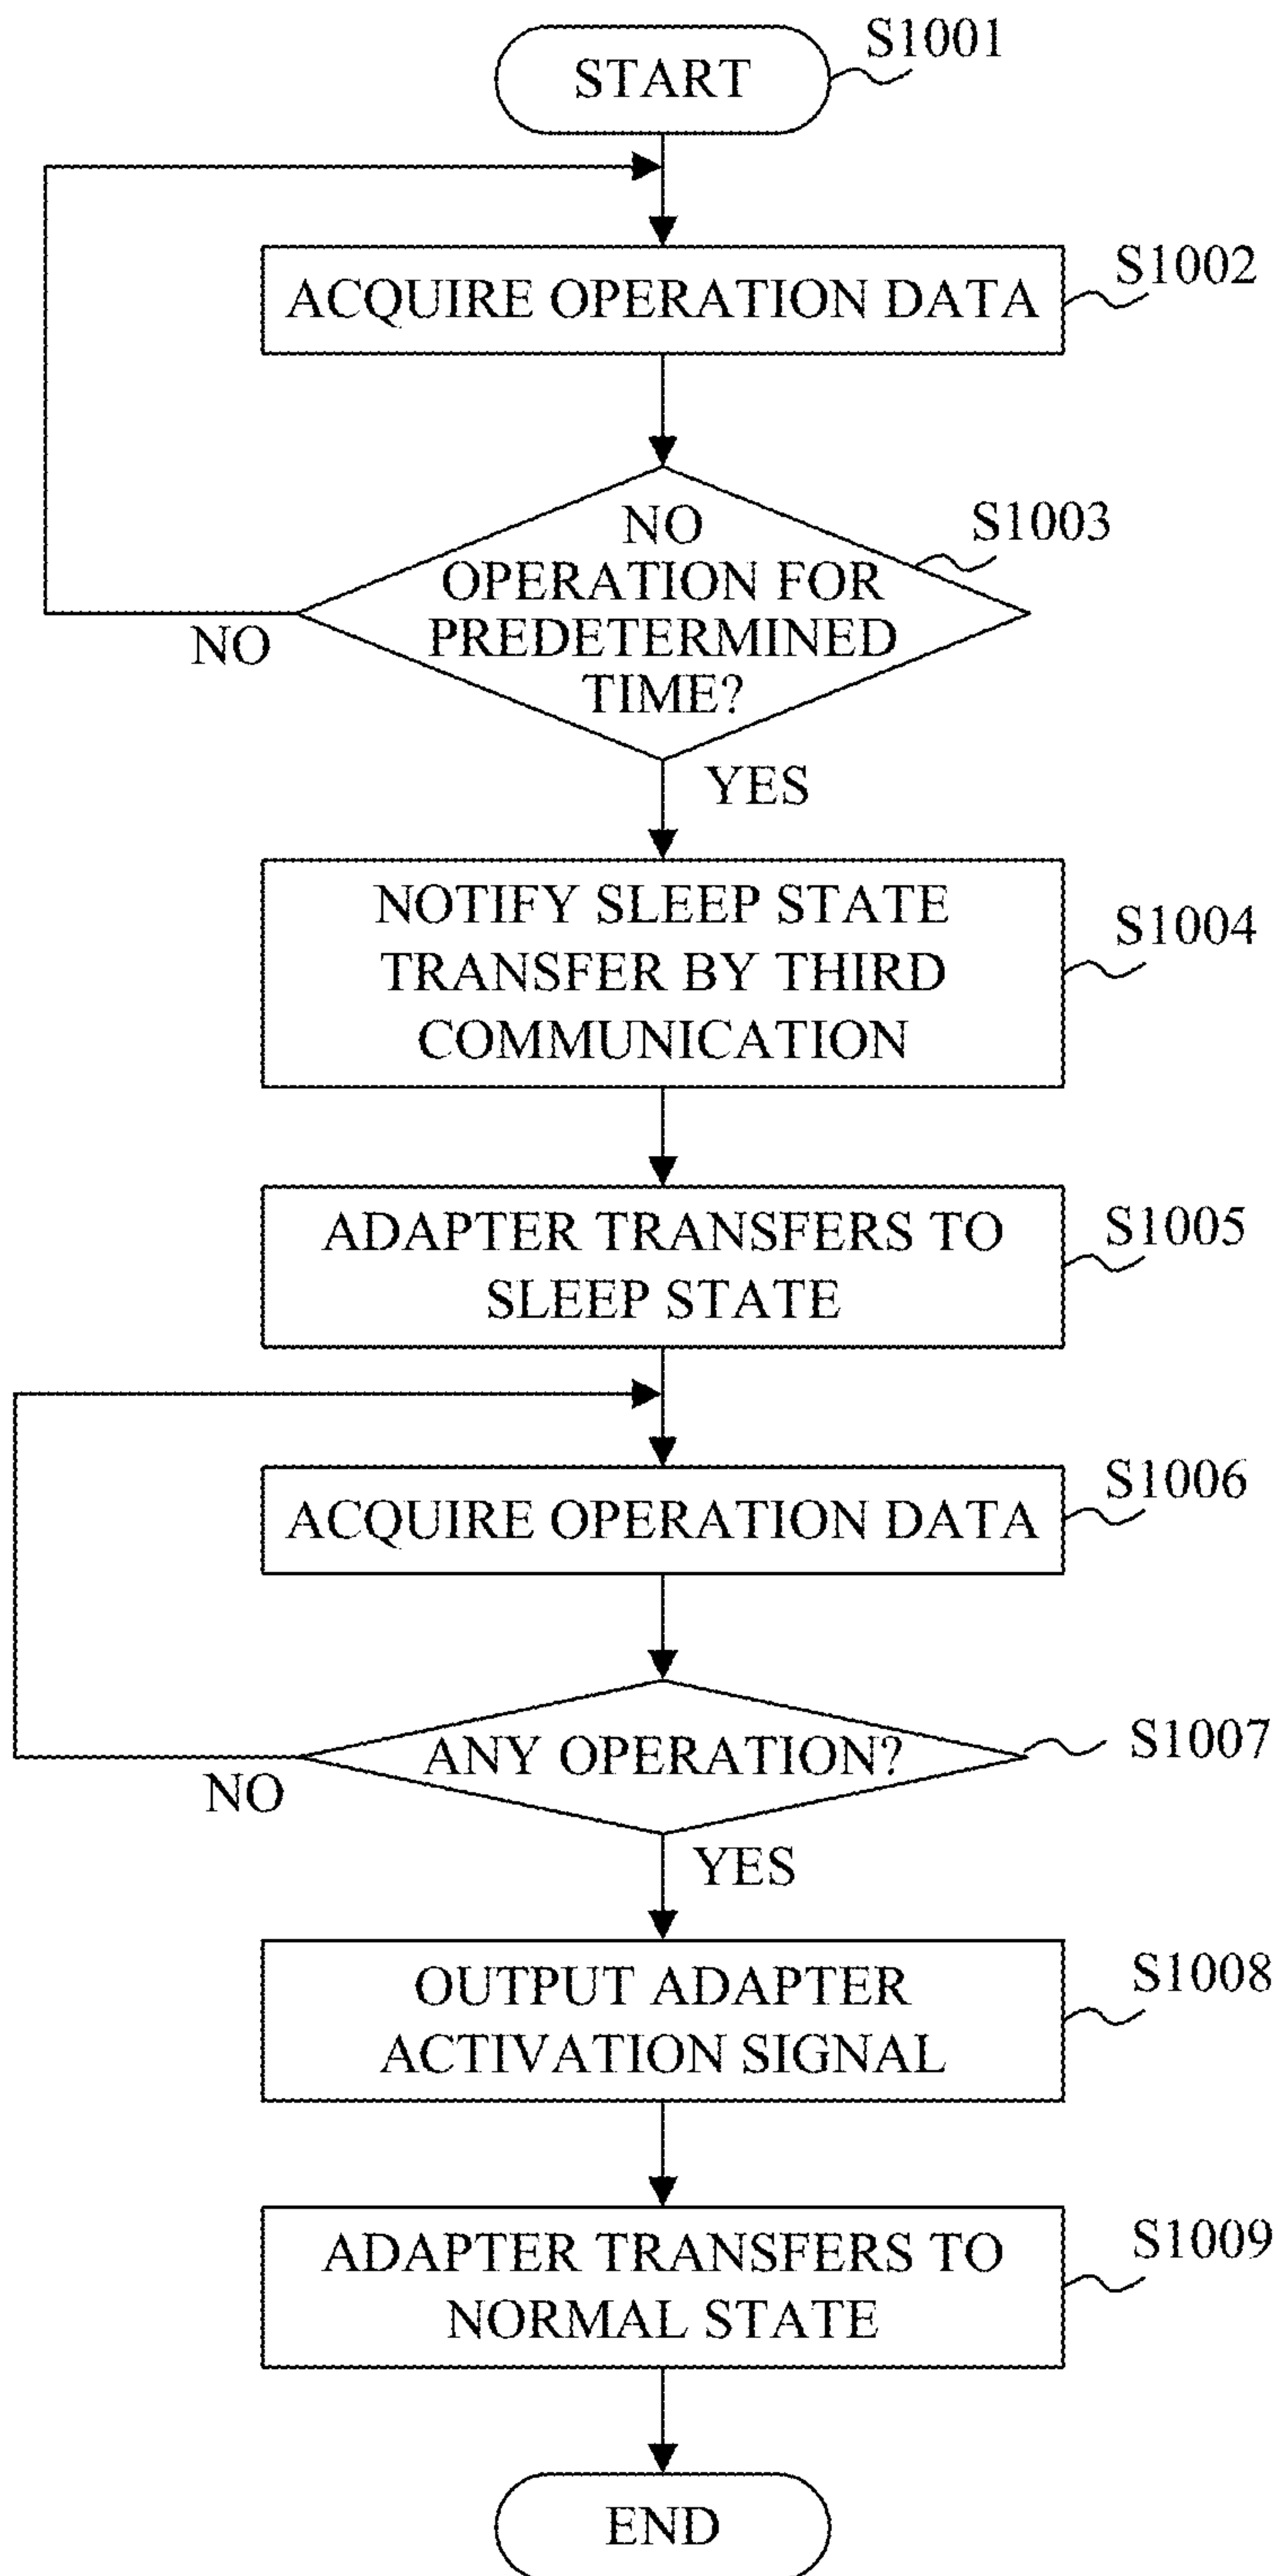 START
S1001
ACQUIRE OPERATION DATA
S1002
NO
OPERATION FOR
PREDETERMINED
TIME?
S1003
NO
YES
NOTIFY SLEEP STATE
TRANSFER BY THIRD
COMMUNICATION
S1004
ADAPTER TRANSFERS TO
SLEEP STATE
S1005
ACQUIRE OPERATION DATA
S1006
ANY OPERATION?
S1007
NO
YES
OUTPUT ADAPTER
ACTIVATION SIGNAL
S1008
ADAPTER TRANSFERS TO
NORMAL STATE
S1009
END